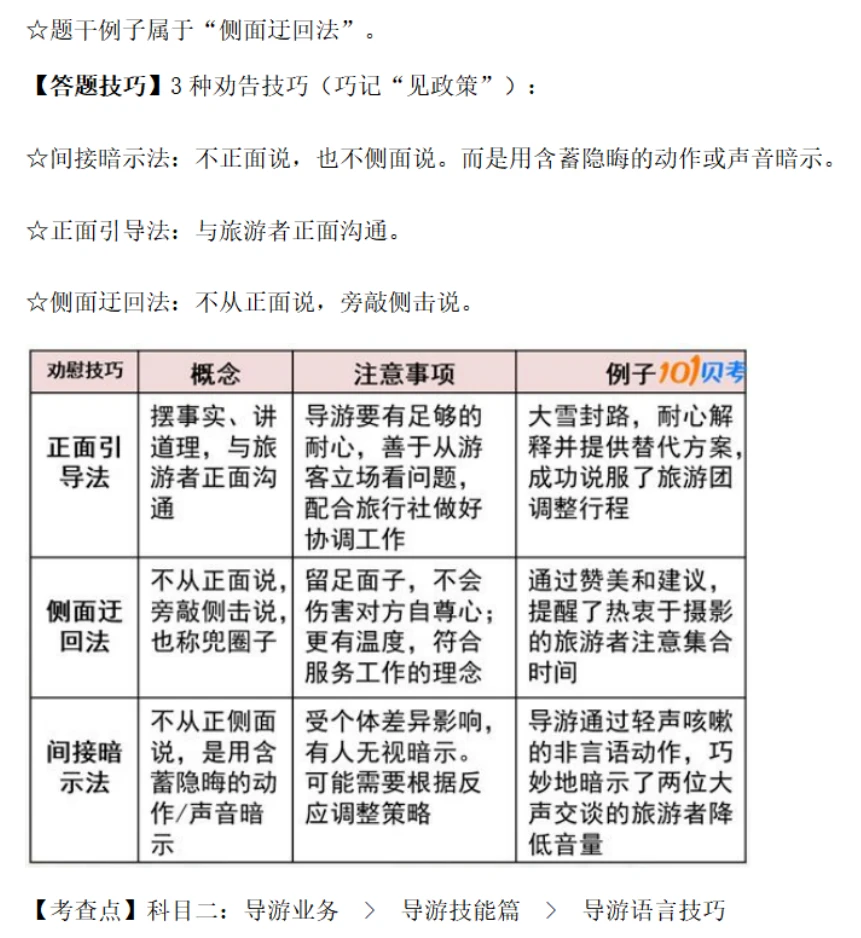 ☆题干例子属于“侧面迂回法”。
【答题技巧】3 种劝告技巧（巧记“见政策”）：
☆间接暗示法：不正面说，也不侧面说。而是用含蓄隐晦的动作或声音暗示。
☆正面引导法：与旅游者正面沟通。
☆侧面迂回法：不从正面说，旁敲侧击说。
劝慰技巧 概念 注意事项 例子 101贝考
正面引
导法
摆事实、讲
道理，与旅
游者正面沟
通
导游要有足够的
耐心，善于从游
客立场看问题，
配合旅行社做好
协调工作
大雪封路，耐心解
释并提供替代方案，
成功说服了旅游团
调整行程
侧面迂
回法
不从正面说，
旁敲侧击说，
也称兜圈子
留足面子，不会
伤害对方自尊心；
更有温度，符合
服务工作的理念
通过赞美和建议，
提醒了热衷于摄影
的旅游者注意集合
时间
间接暗
示法
不从正侧面
说，是用含
蓄隐晦的动
作/声音暗
示
受个体差异影响，
有人无视暗示。
可能需要根据反
应调整策略
导游通过轻声咳嗽
的非言语动作，巧
妙地暗示了两位大
声交谈的旅游者降
低音量
【考查点】科目二：导游业务 > 导游技能篇 > 导游语言技巧